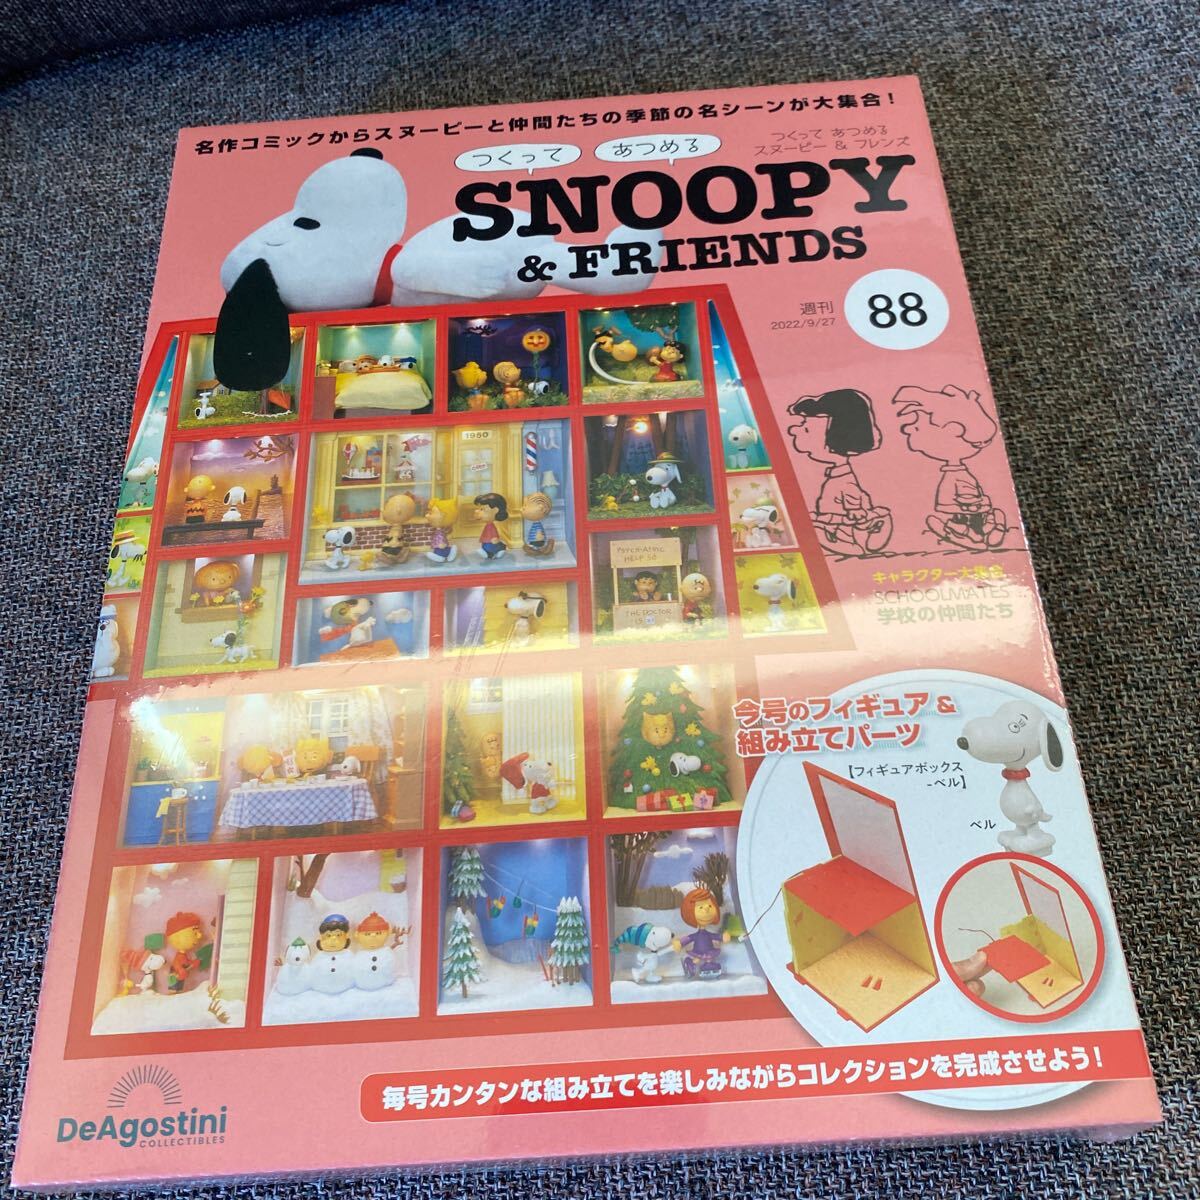 名作コミックからスヌーピーと仲間たちの季節の名シーンが大集合!
つくって あつめる
つくって あつめる
スヌーピー & フレンズ
SNOOPY
& FRIENDS
週刊
2022/9/27
88
1950
PSYCHIATRIC
HELP 5¢
THE DOCTOR
IS IN
キャラクター大集合
SCHOOLMATES
学校の仲間たち
今号のフィギュア&
組み立てパーツ
【フィギュアボックス
-ベル】
ベル
毎号カンタンな組み立てを楽しみながらコレクションを完成させよう!
DeAgostini
COLLECTIBLES